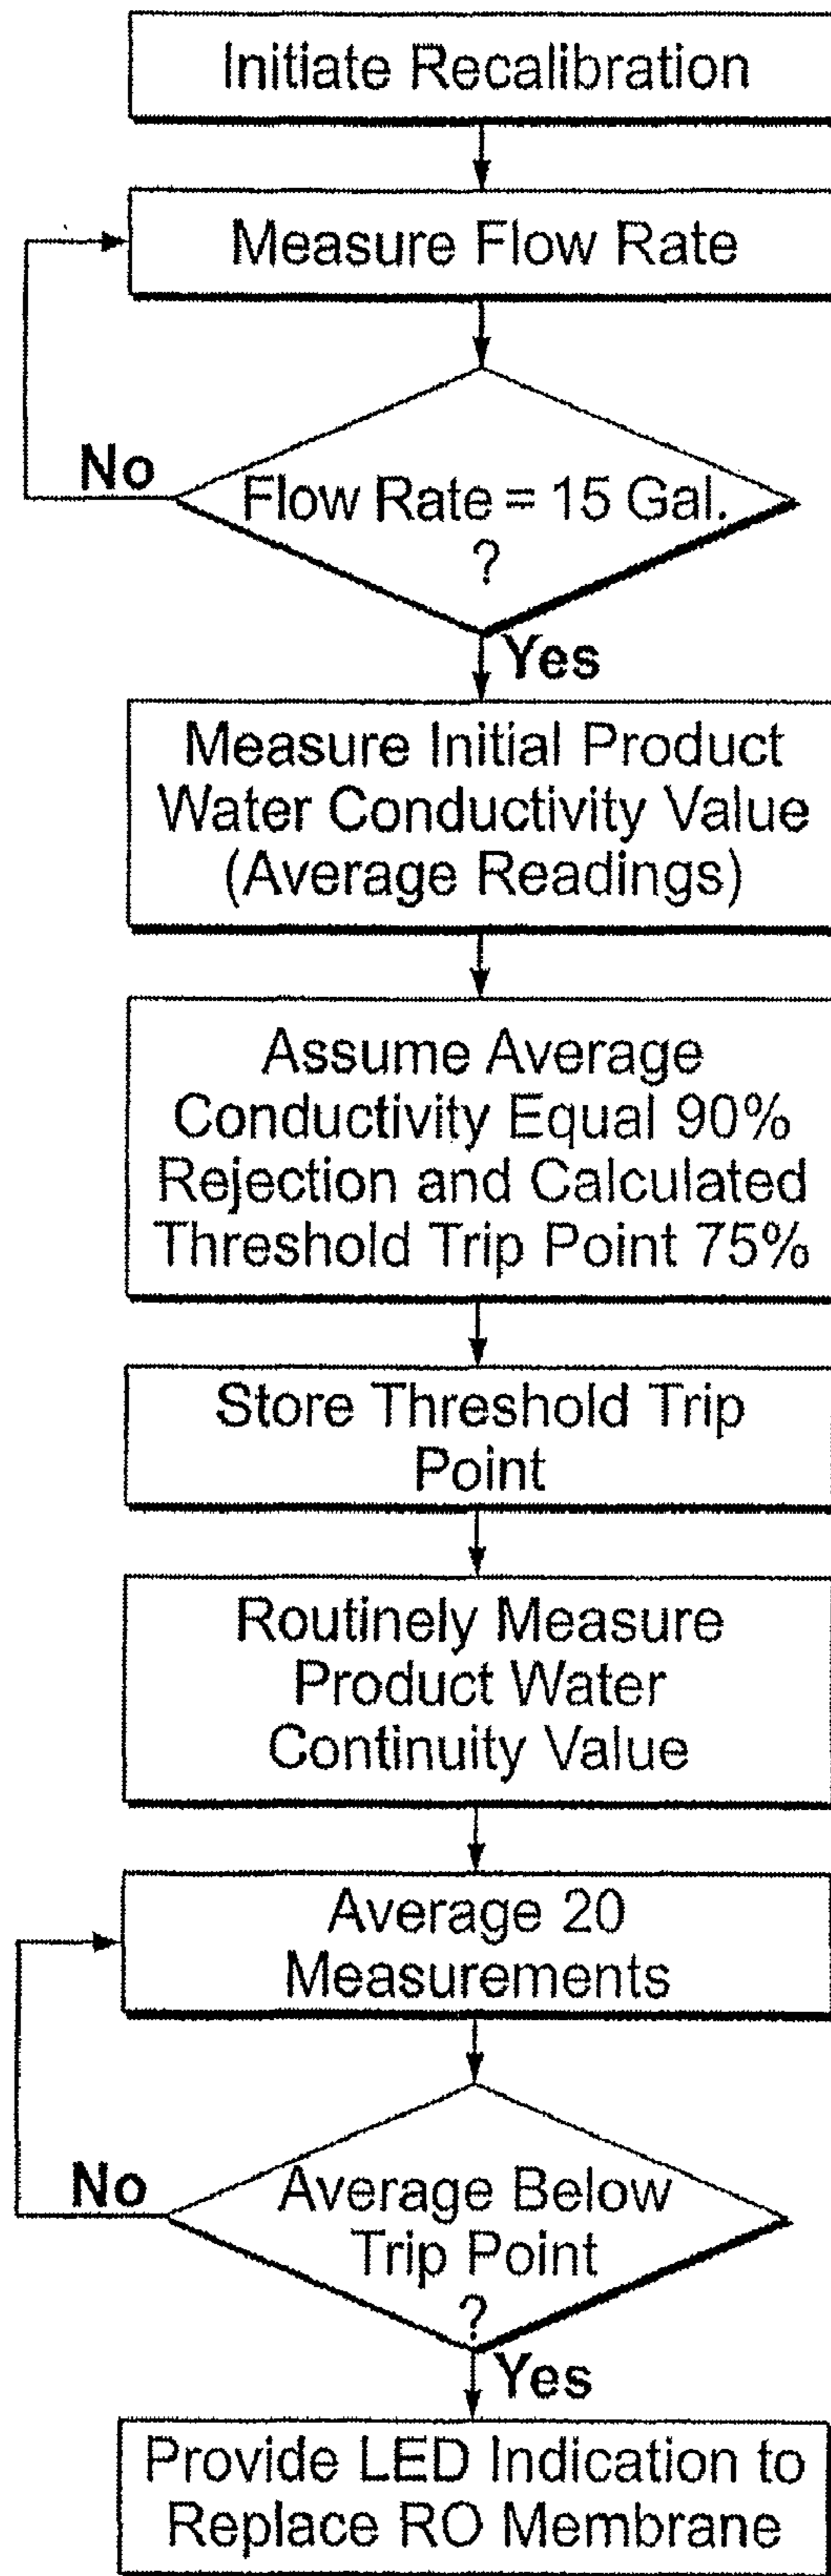 Initiate Recalibration
Measure Flow Rate
No
Flow Rate = 15 Gal.
?
Yes
Measure Initial Product
Water Conductivity Value
(Average Readings)
Assume Average
Conductivity Equal 90%
Rejection and Calculated
Threshold Trip Point 75%
Store Threshold Trip
Point
Routinely Measure
Product Water
Continuity Value
Average 20
Measurements
No
Average Below
Trip Point
?
Yes
Provide LED Indication to
Replace RO Membrane